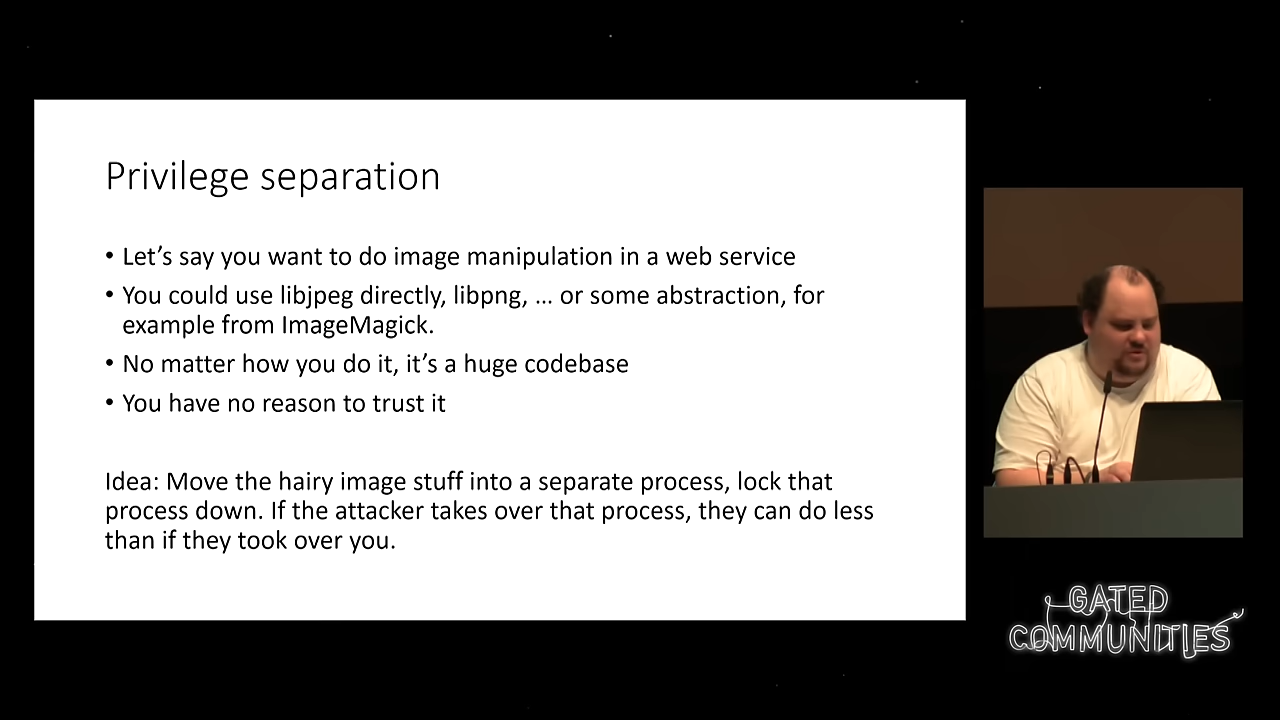 Privilege separation
• Let’s say you want to do image manipulation in a web service
• You could use libjpeg directly, libpng, … or some abstraction, for
example from ImageMagick.
• No matter how you do it, it’s a huge codebase
• You have no reason to trust it
Idea: Move the hairy image stuff into a separate process, lock that
process down. If the attacker takes over that process, they can do less
than if they took over you.
GATED
COMMUNITIES